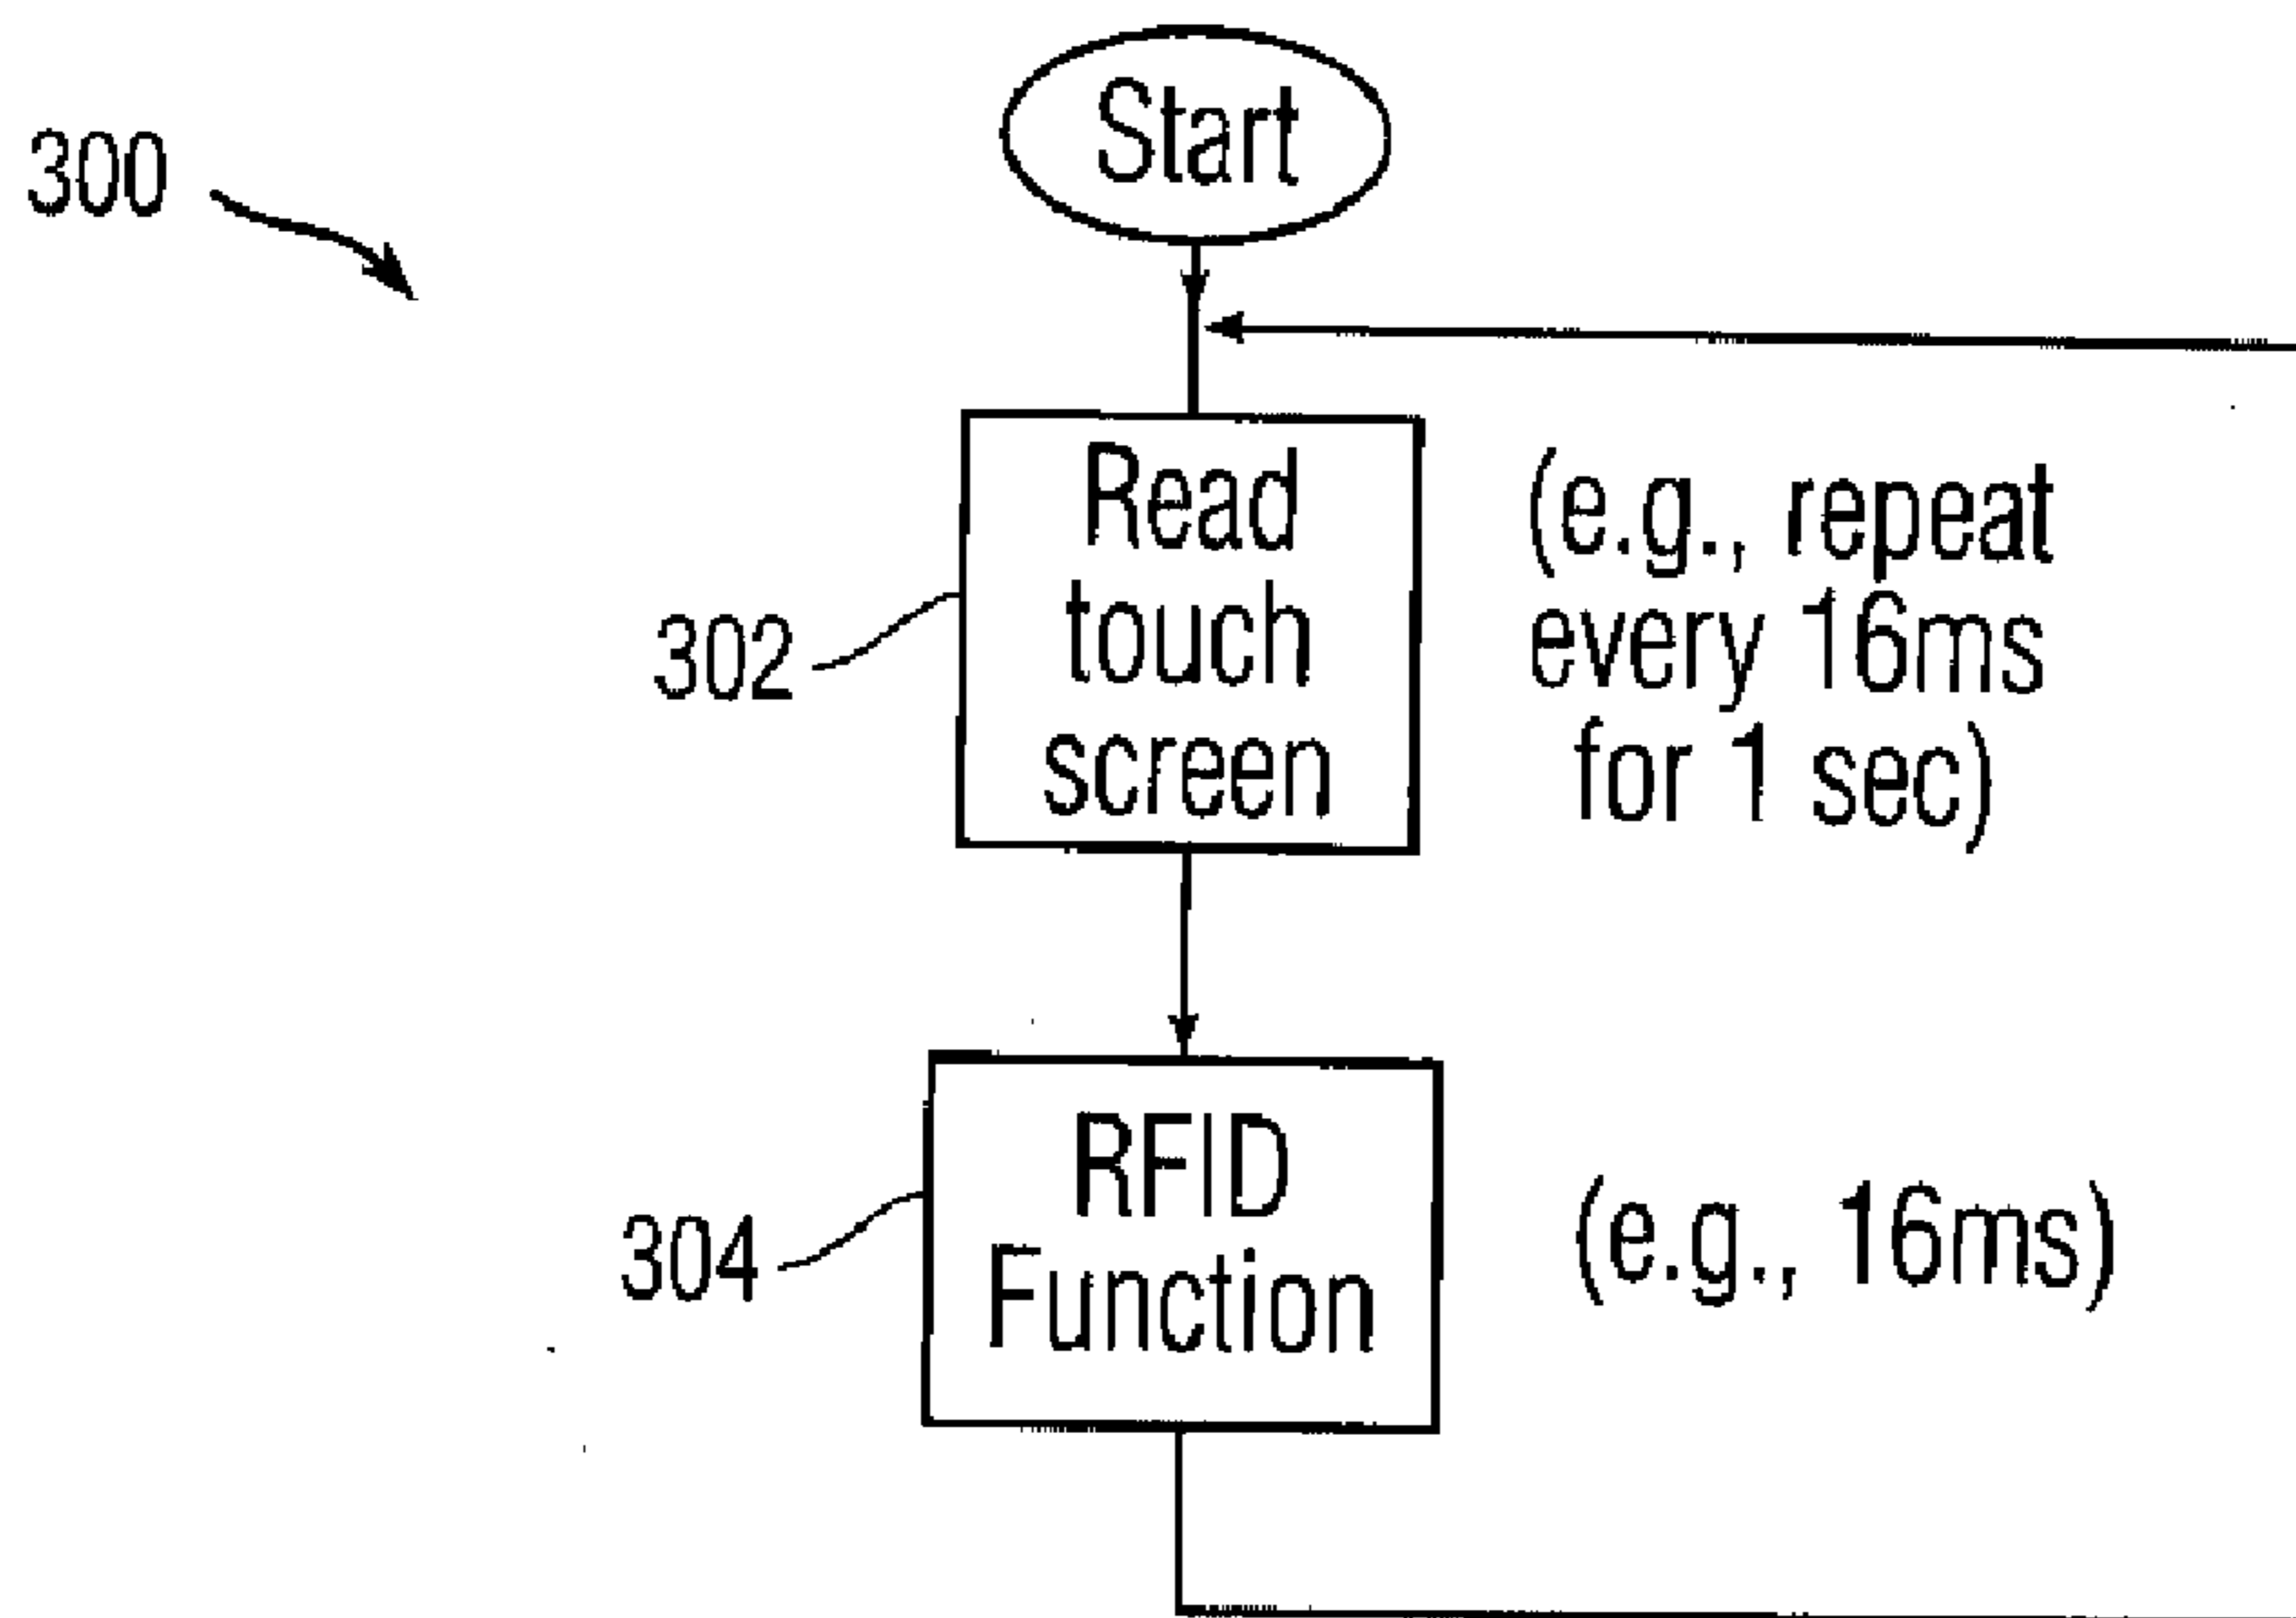 300
Start
Read
touch
screen
302
(e.g., repeat
every 16ms
for 1 sec)
RFID
Function
304
(e.g., 16ms)